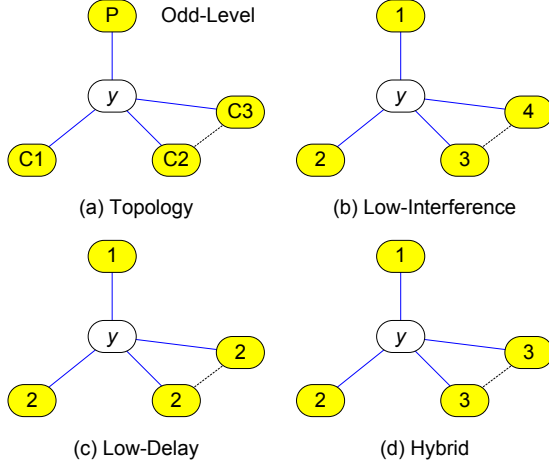 P Odd-Level
y
C3
C1 C2
(a) Topology
1
y
4
2 3
(b) Low-Interference
1
y
2
2 2
(c) Low-Delay
1
y
3
2 3
(d) Hybrid